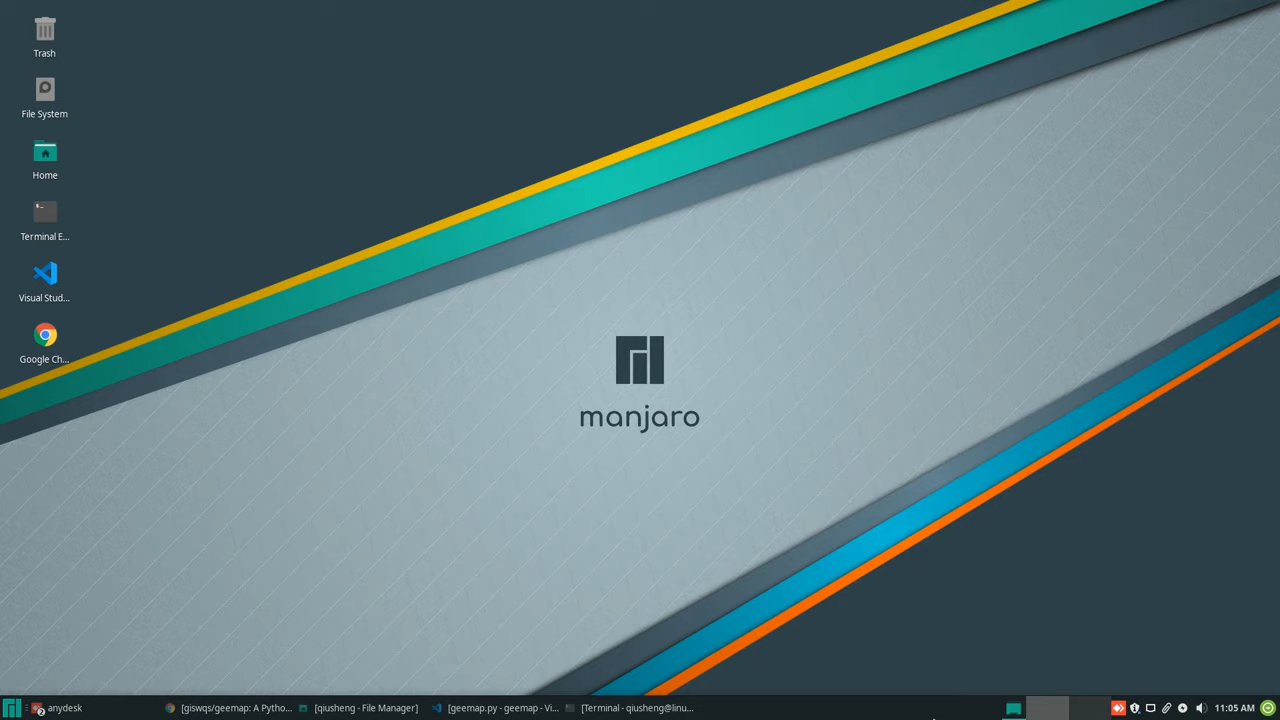 Trash
File System
Home
Terminal E...
Visual Stud...
Google Ch...
manjaro
anydesk
[giswqs/geemap: A Pytho...
[qiusheng - File Manager]
[geemap.py - geemap - Vi...
[Terminal - qiusheng@linu...
11:05 AM